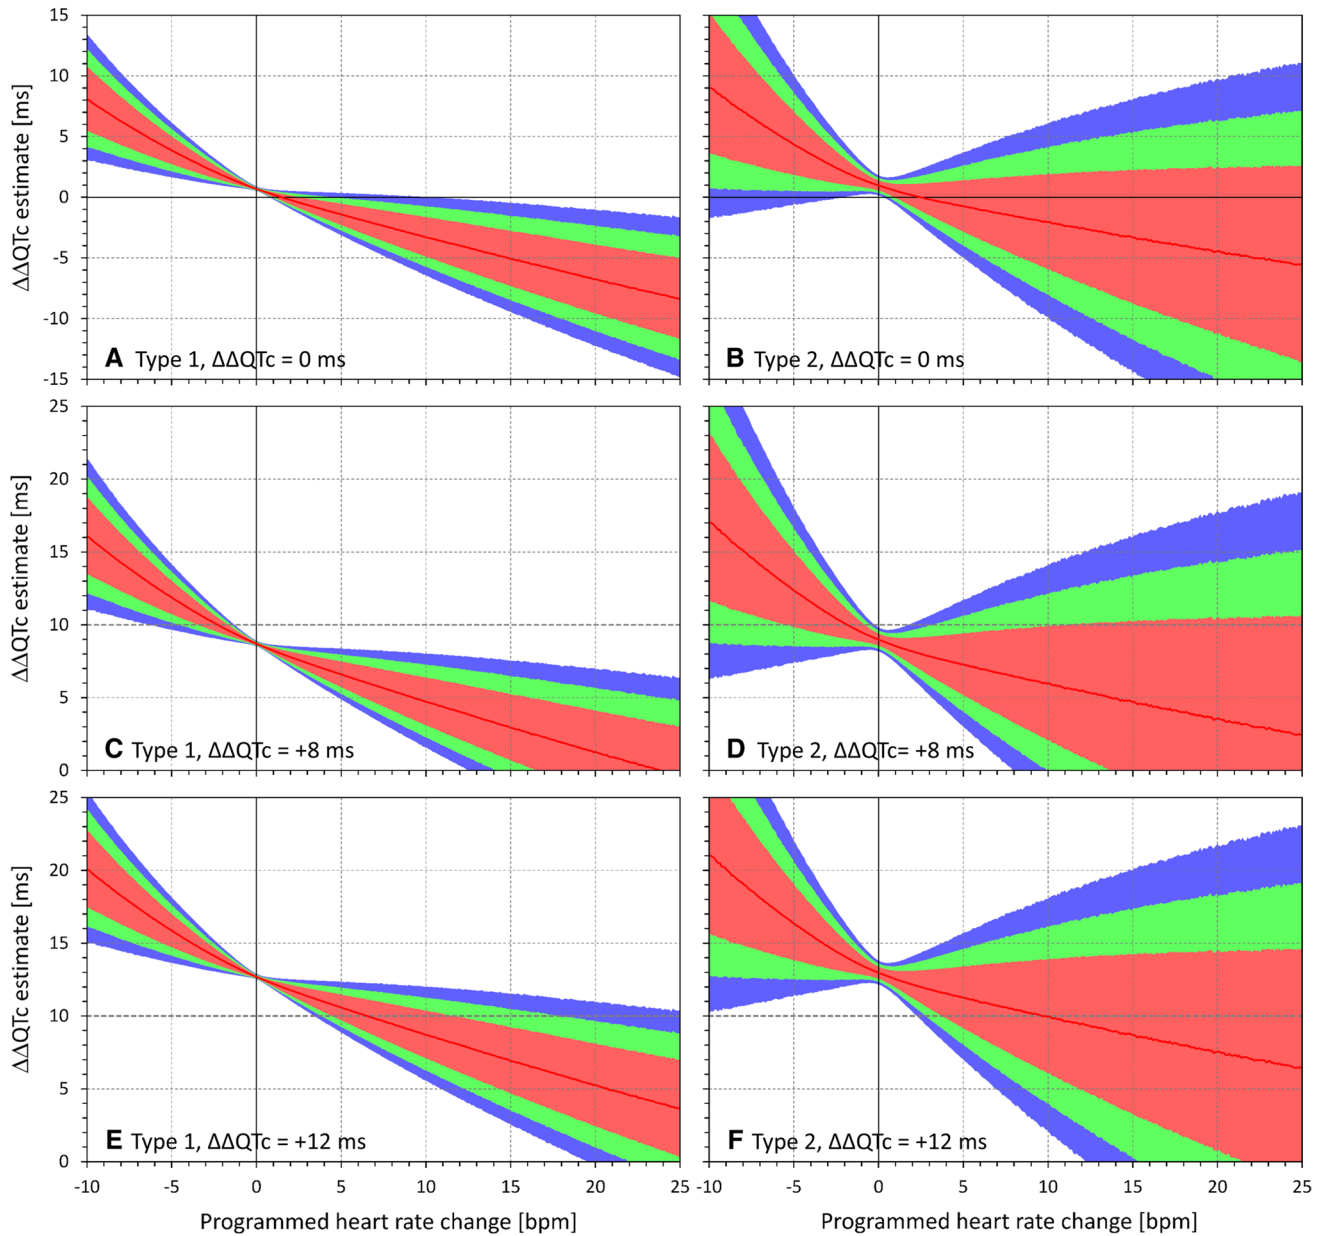 15
10
5
0
-5
-10
-15
ΔΔQTc estimate [ms]
A Type 1, ΔΔQTc = 0 ms
B Type 2, ΔΔQTc = 0 ms
25
20
15
10
5
0
ΔΔQTc estimate [ms]
C Type 1, ΔΔQTc = +8 ms
D Type 2, ΔΔQTc= +8 ms
25
20
15
10
5
0
ΔΔQTc estimate [ms]
E Type 1, ΔΔQTc = +12 ms
F Type 2, ΔΔQTc = +12 ms
-10 -5 0 5 10 15 20 25 -10 -5 0 5 10 15 20 25
Programmed heart rate change [bpm] Programmed heart rate change [bpm]